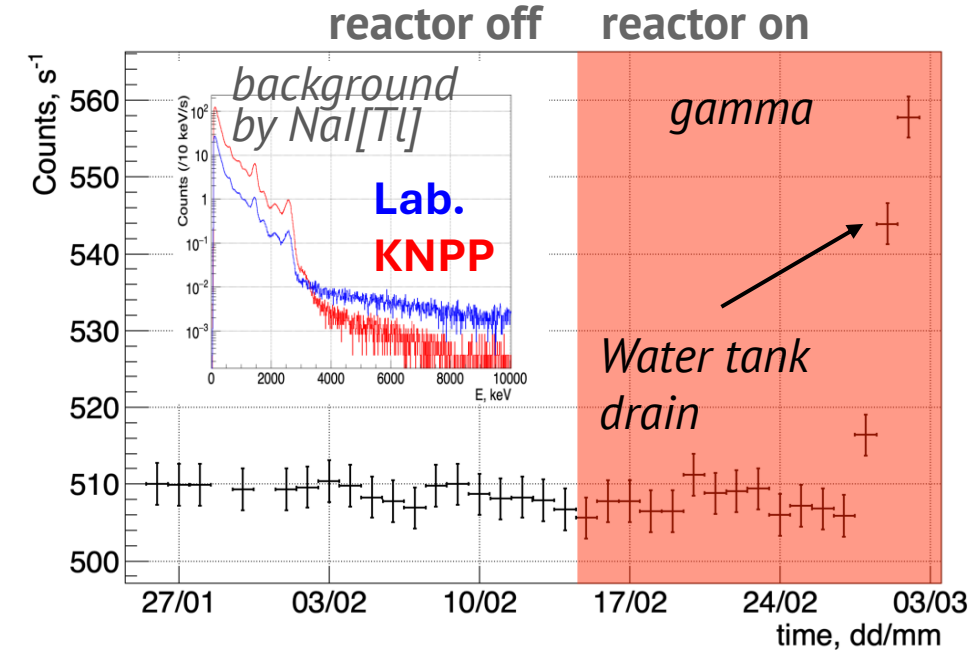 reactor off reactor on
Counts, s⁻¹
560
550
540
530
520
510
500
background
by NaI[Tl]
Counts (/10 keV/s)
10²
10
1
10⁻¹
10⁻²
10⁻³
Lab.
KNPP
0 2000 4000 6000 8000 10000
E, keV
gamma
Water tank
drain
27/01 03/02 10/02 17/02 24/02 03/03
time, dd/mm